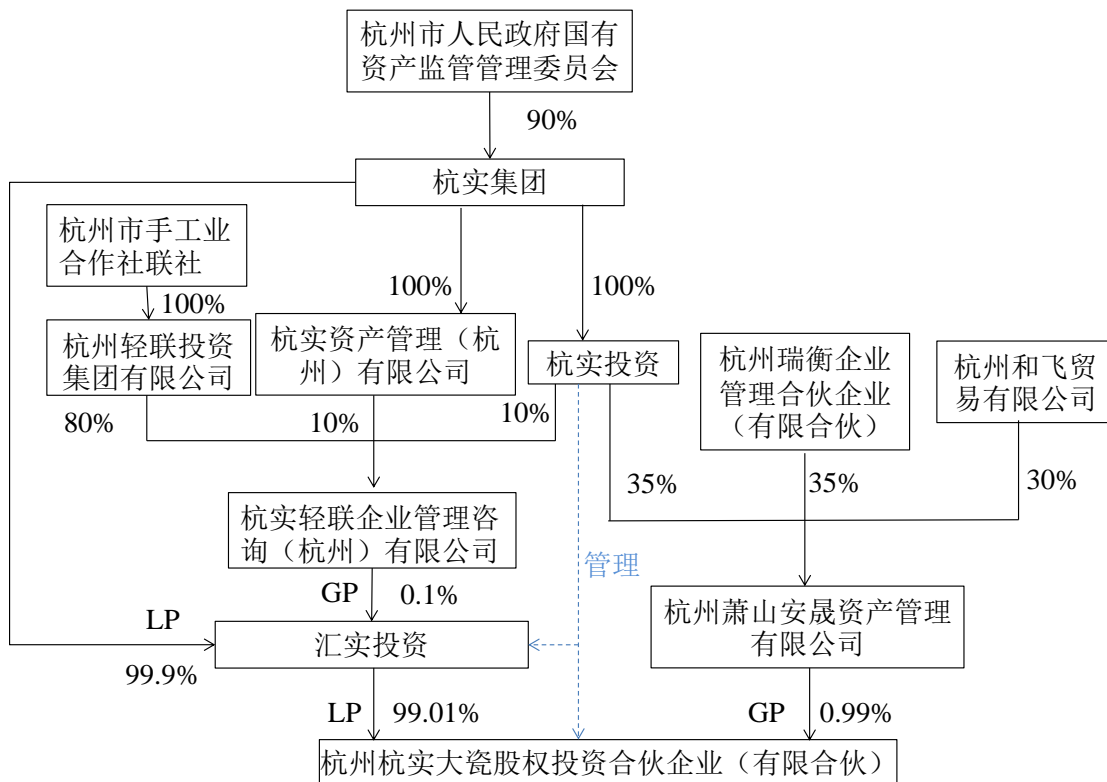 杭州市人民政府国有
资产监管管理委员会
90%
杭实集团
杭州市手工业
合作社联社
100%
100%
100%
杭州轻联投资
集团有限公司
杭实资产管理（杭
州）有限公司
杭实投资
杭州瑞衡企业
管理合伙企业
（有限合伙）
杭州和飞贸
易有限公司
80%
10%
10%
35%
35%
30%
杭实轻联企业管理咨
询（杭州）有限公司
管理
GP
0.1%
杭州萧山安晟资产管理
有限公司
LP
99.9%
汇实投资
LP
99.01%
GP
0.99%
杭州杭实大瓷股权投资合伙企业（有限合伙）